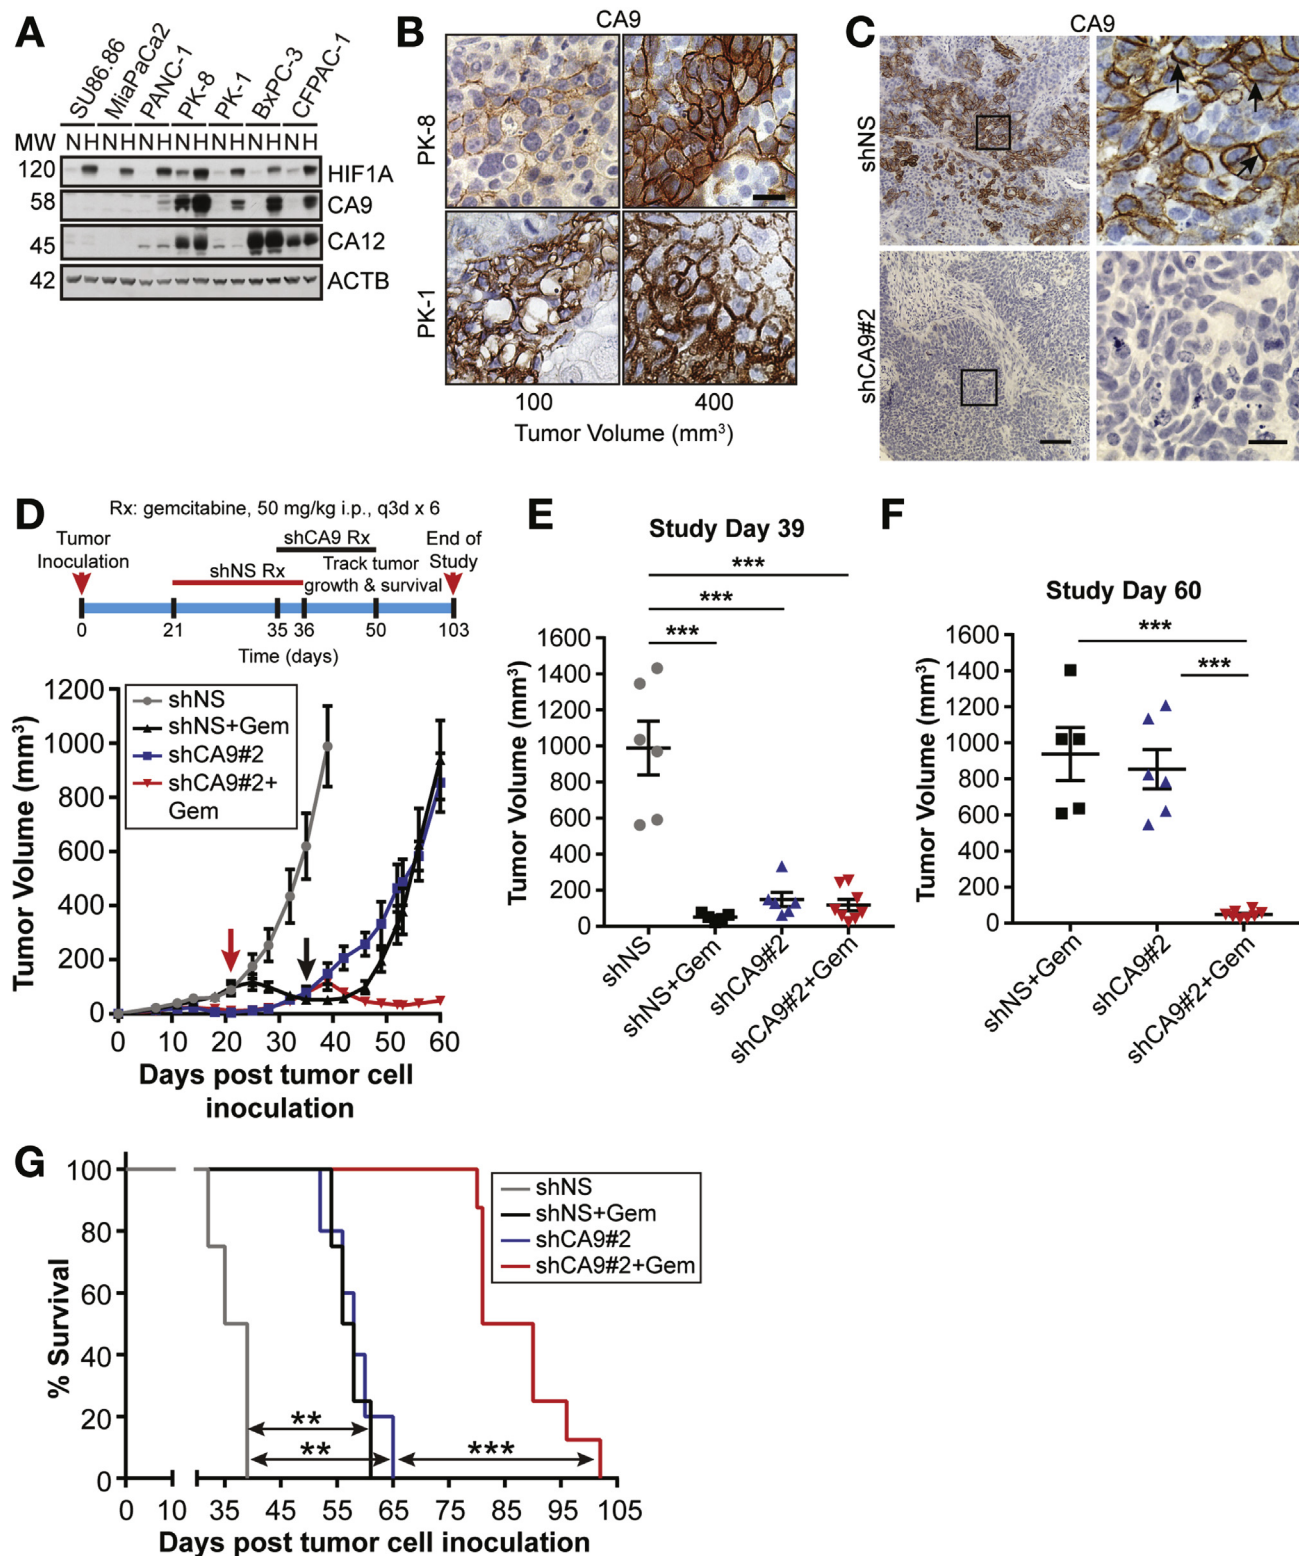 A
SU86.86
MiaPaCa2
PANC-1
PK-8
PK-1
BxPC-3
CFPAC-1
MW
N H N H N H N H N H N H N H
120
HIF1A
58
CA9
45
CA12
42
ACTB
B
CA9
PK-8
PK-1
100
400
Tumor Volume (mm³)
C
CA9
shNS
shCA9#2
D
Rx: gemcitabine, 50 mg/kg i.p., q3d x 6
Tumor
Inoculation
shNS Rx
shCA9 Rx
Track tumor
growth & survival
End of
Study
0
21
35
36
50
103
Time (days)
shNS
shNS+Gem
shCA9#2
shCA9#2+
Gem
Tumor Volume (mm³)
1200
1000
800
600
400
200
0
0 10 20 30 40 50 60
Days post tumor cell
inoculation
E
Study Day 39
***
***
***
Tumor Volume (mm³)
1600
1400
1200
1000
800
600
400
200
0
shNS
shNS+Gem
shCA9#2
shCA9#2+Gem
F
Study Day 60
***
***
Tumor Volume (mm³)
1600
1400
1200
1000
800
600
400
200
0
shNS+Gem
shCA9#2
shCA9#2+Gem
G
% Survival
100
80
60
40
20
0
shNS
shNS+Gem
shCA9#2
shCA9#2+Gem
**
**
***
0 10 35 45 55 65 75 85 95 105
Days post tumor cell inoculation